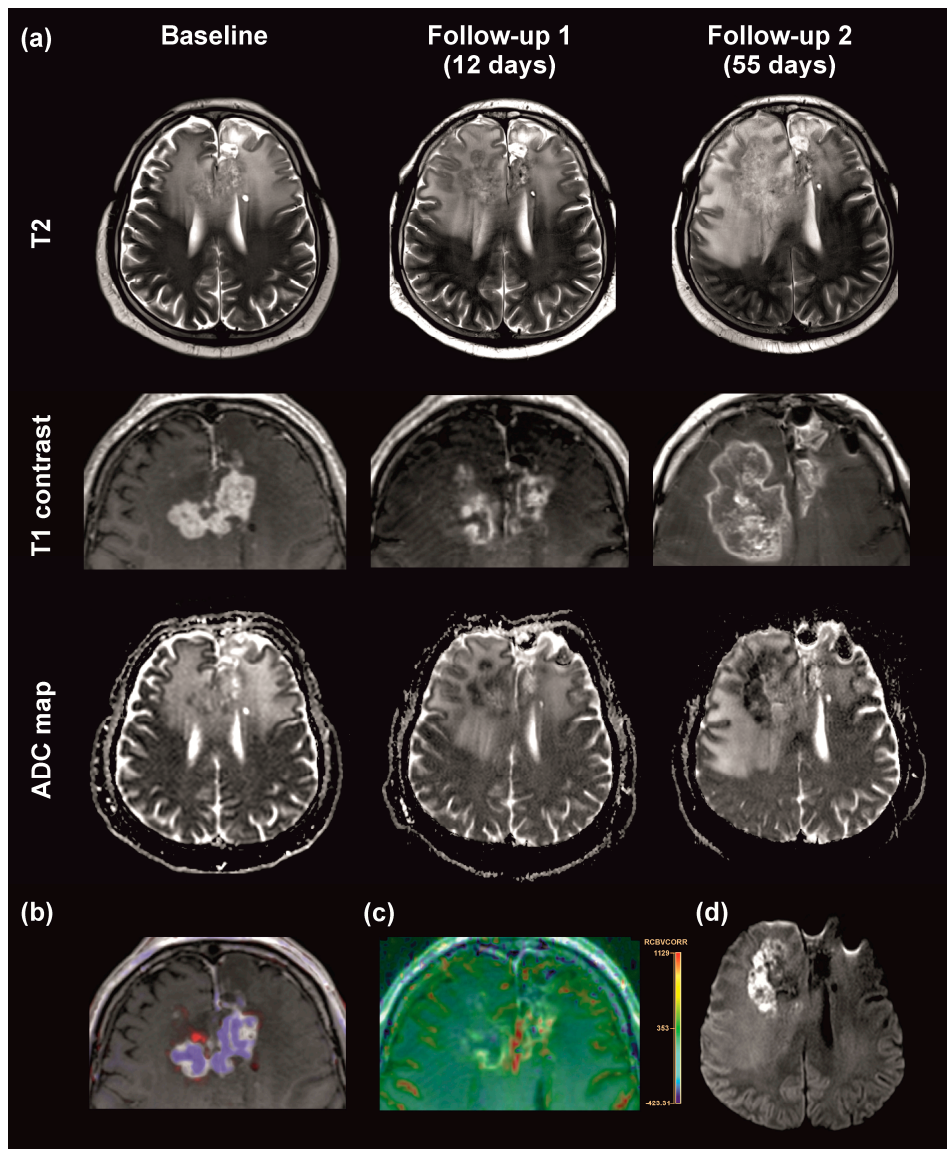 (a)
Baseline
Follow-up 1
(12 days)
Follow-up 2
(55 days)
T2
T1 contrast
ADC map
(b)
(c)
RCBVCORR
1129
353
-423.31
(d)